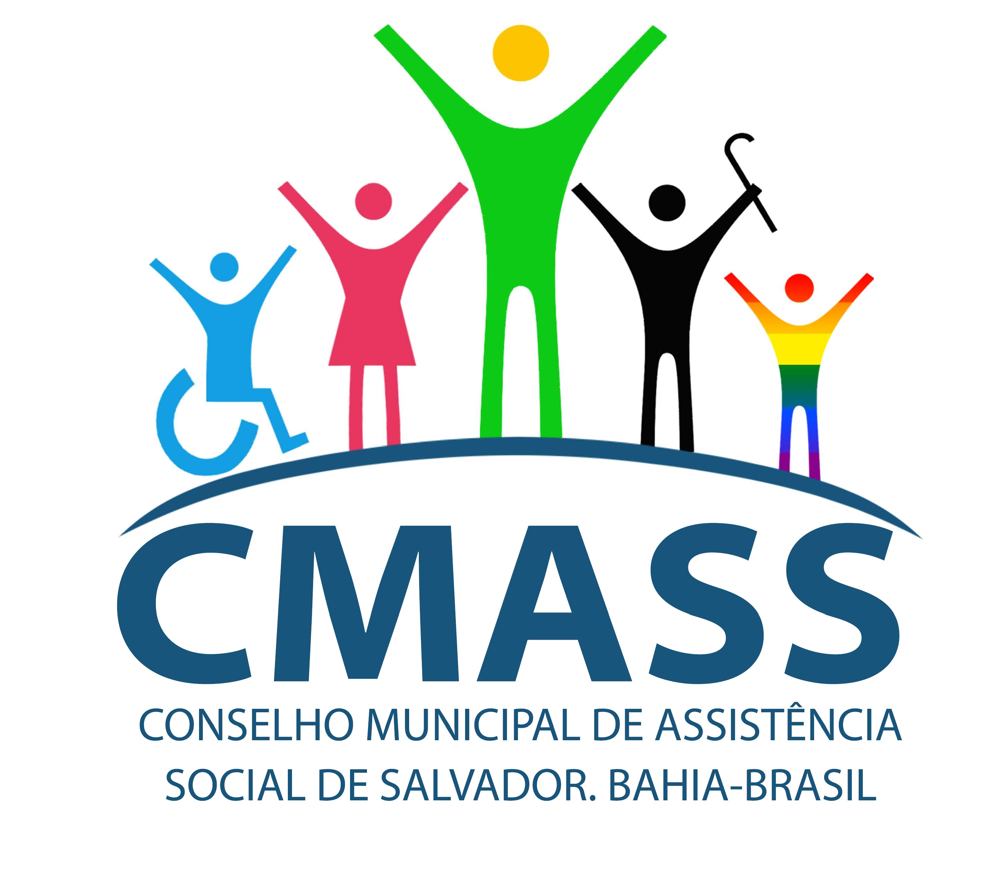 CMASS
CONSELHO MUNICIPAL DE ASSISTÊNCIA
SOCIAL DE SALVADOR. BAHIA-BRASIL